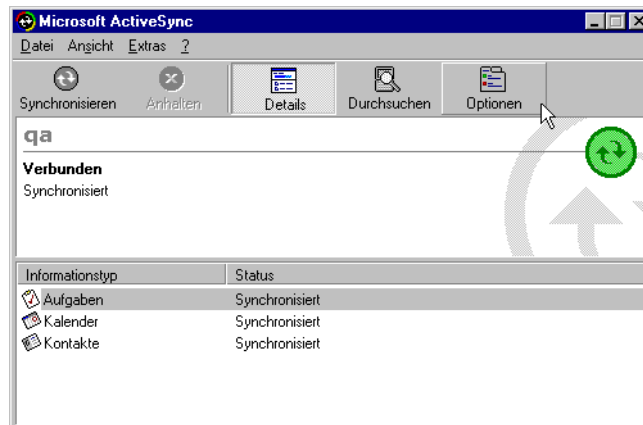 Microsoft ActiveSync
Datei Ansicht Extras ?
Synchronisieren Anhalten Details Durchsuchen Optionen
qa
Verbunden
Synchronisiert
Informationstyp Status
Aufgaben Synchronisiert
Kalender Synchronisiert
Kontakte Synchronisiert